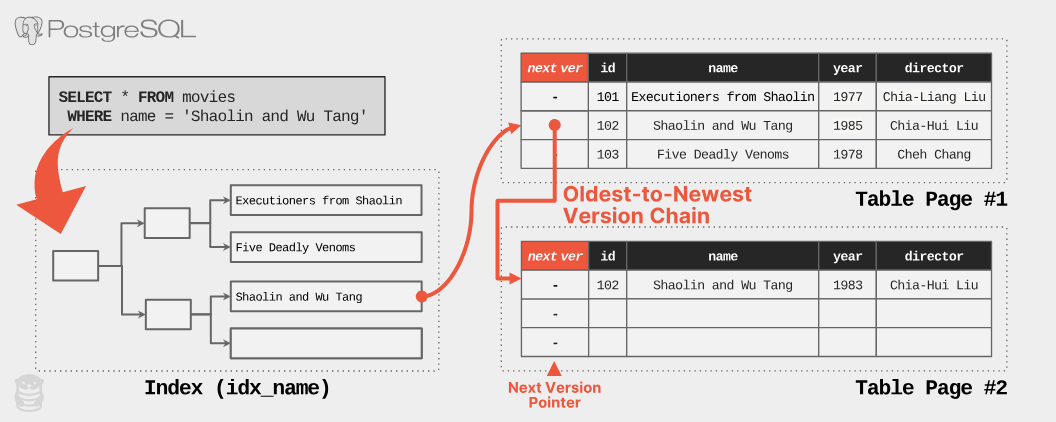 PostgreSQL
SELECT * FROM movies
WHERE name = 'Shaolin and Wu Tang'
Executioners from Shaolin
Five Deadly Venoms
Shaolin and Wu Tang
Index (idx_name)
next ver id name year director
- 101 Executioners from Shaolin 1977 Chia-Liang Liu
102 Shaolin and Wu Tang 1985 Chia-Hui Liu
103 Five Deadly Venoms 1978 Cheh Chang
Table Page #1
Oldest-to-Newest
Version Chain
next ver id name year director
- 102 Shaolin and Wu Tang 1983 Chia-Hui Liu
-
-
Next Version
Pointer
Table Page #2